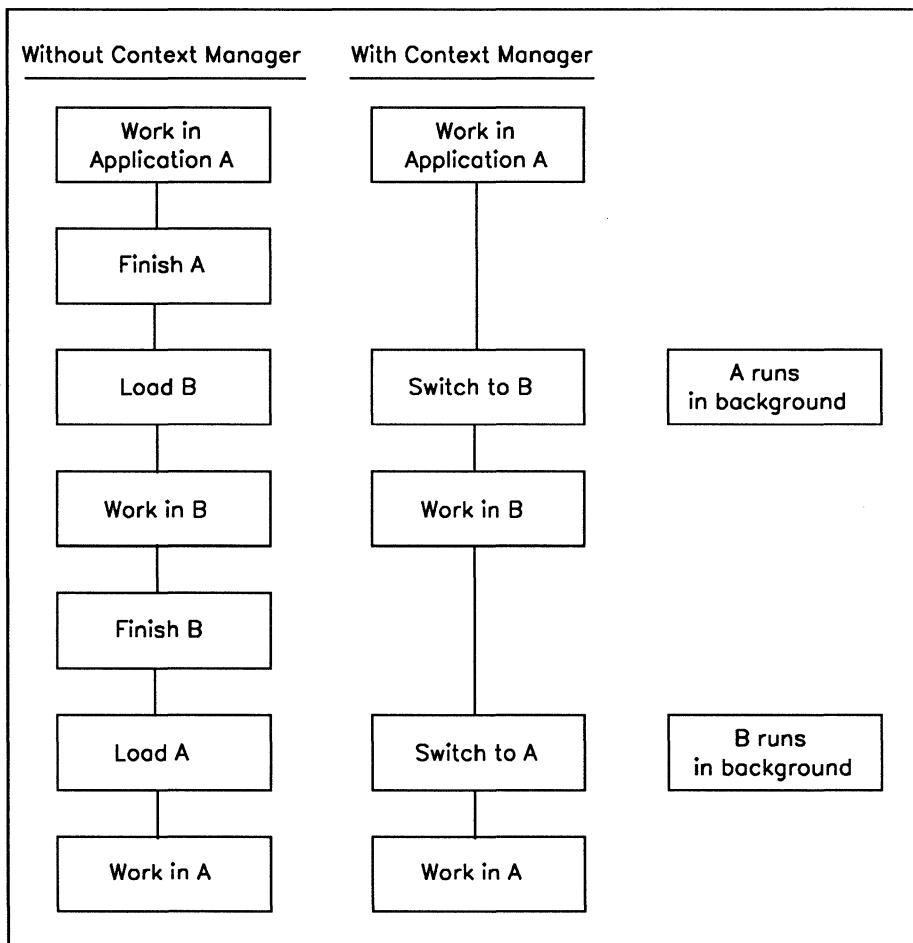 Without Context Manager
With Context Manager
Work in
Application A
Work in
Application A
Finish A
Load B
Switch to B
A runs
in background
Work in B
Work in B
Finish B
Load A
Switch to A
B runs
in background
Work in A
Work in A